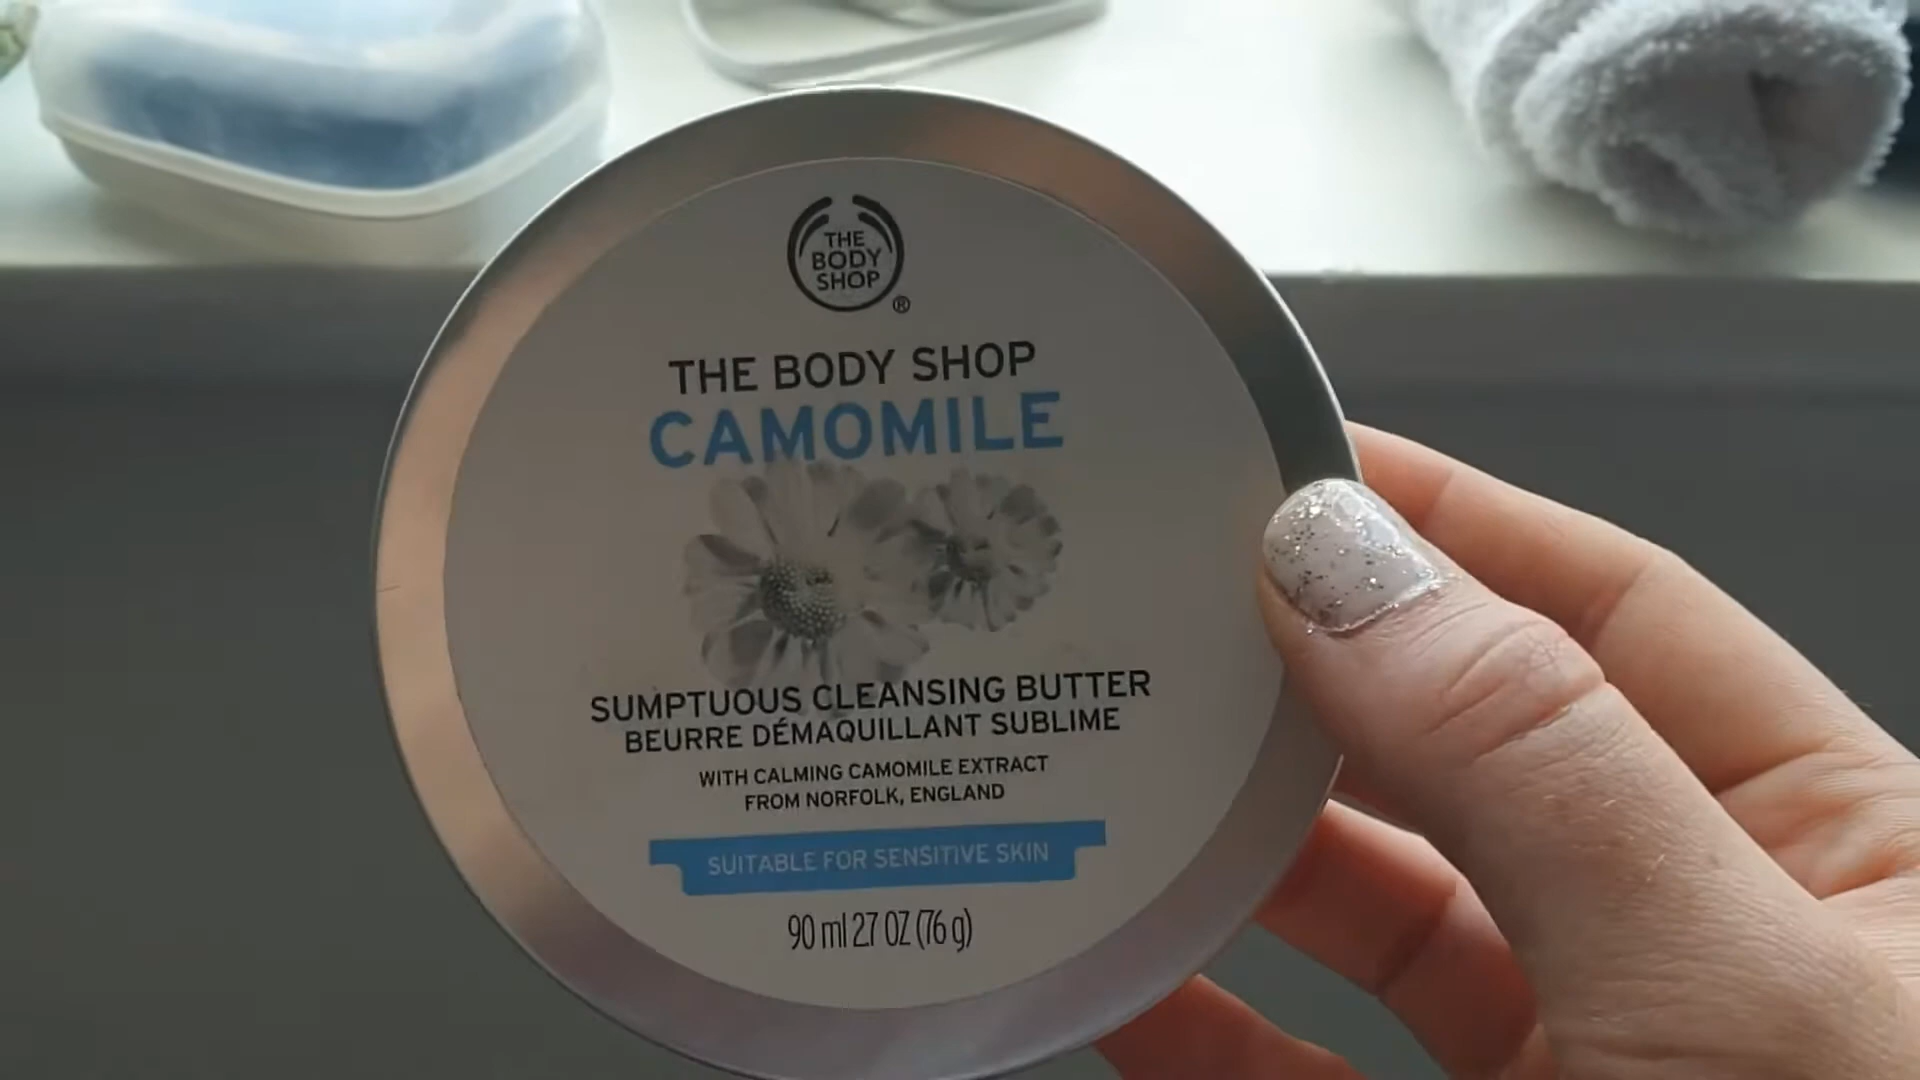 THE
BODY
SHOP
®
THE BODY SHOP
CAMOMILE
SUMPTUOUS CLEANSING BUTTER
BEURRE DÉMAQUILLANT SUBLIME
WITH CALMING CAMOMILE EXTRACT
FROM NORFOLK, ENGLAND
SUITABLE FOR SENSITIVE SKIN
90 ml 2.7 OZ (76 g)